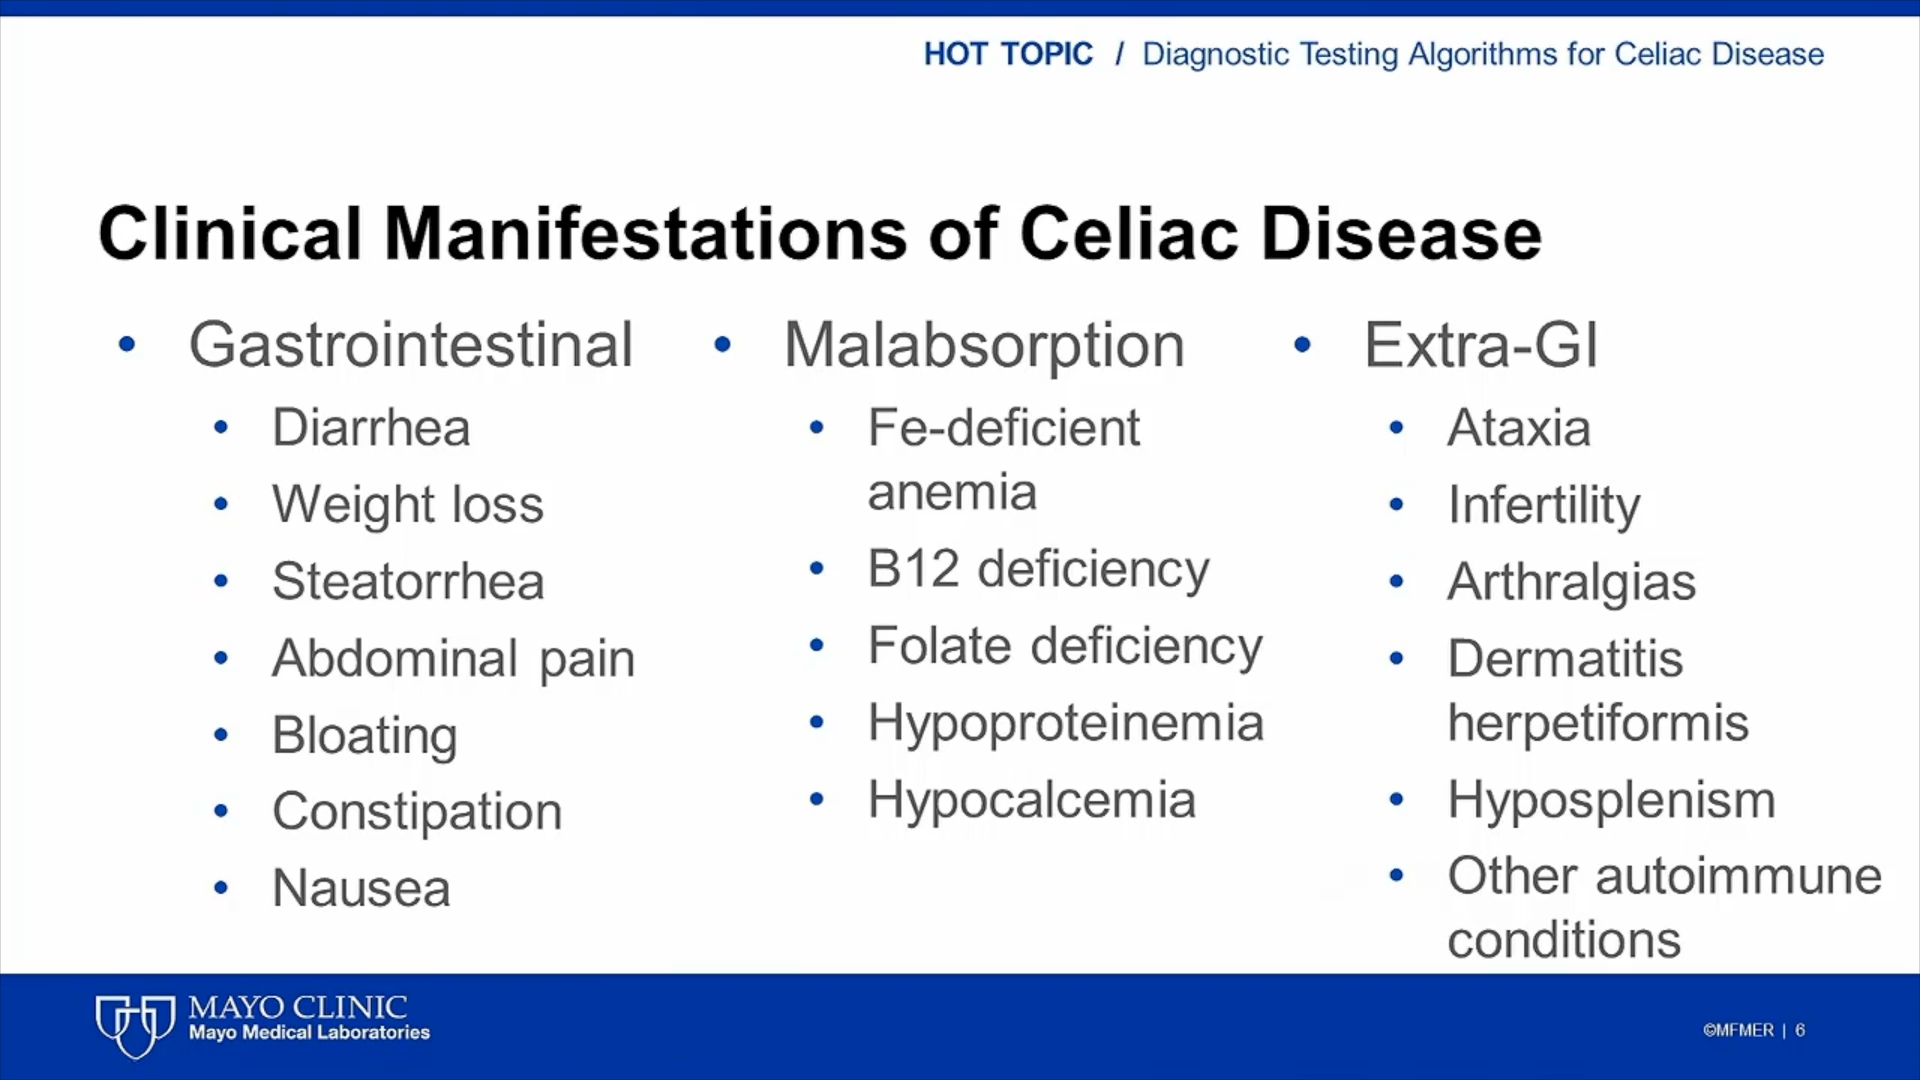 HOT TOPIC / Diagnostic Testing Algorithms for Celiac Disease
Clinical Manifestations of Celiac Disease
• Gastrointestinal
• Diarrhea
• Weight loss
• Steatorrhea
• Abdominal pain
• Bloating
• Constipation
• Nausea
• Malabsorption
• Fe-deficient
anemia
• B12 deficiency
• Folate deficiency
• Hypoproteinemia
• Hypocalcemia
• Extra-GI
• Ataxia
• Infertility
• Arthralgias
• Dermatitis
herpetiformis
• Hyposplenism
• Other autoimmune
conditions
MAYO CLINIC
Mayo Medical Laboratories
©MFMER | 6